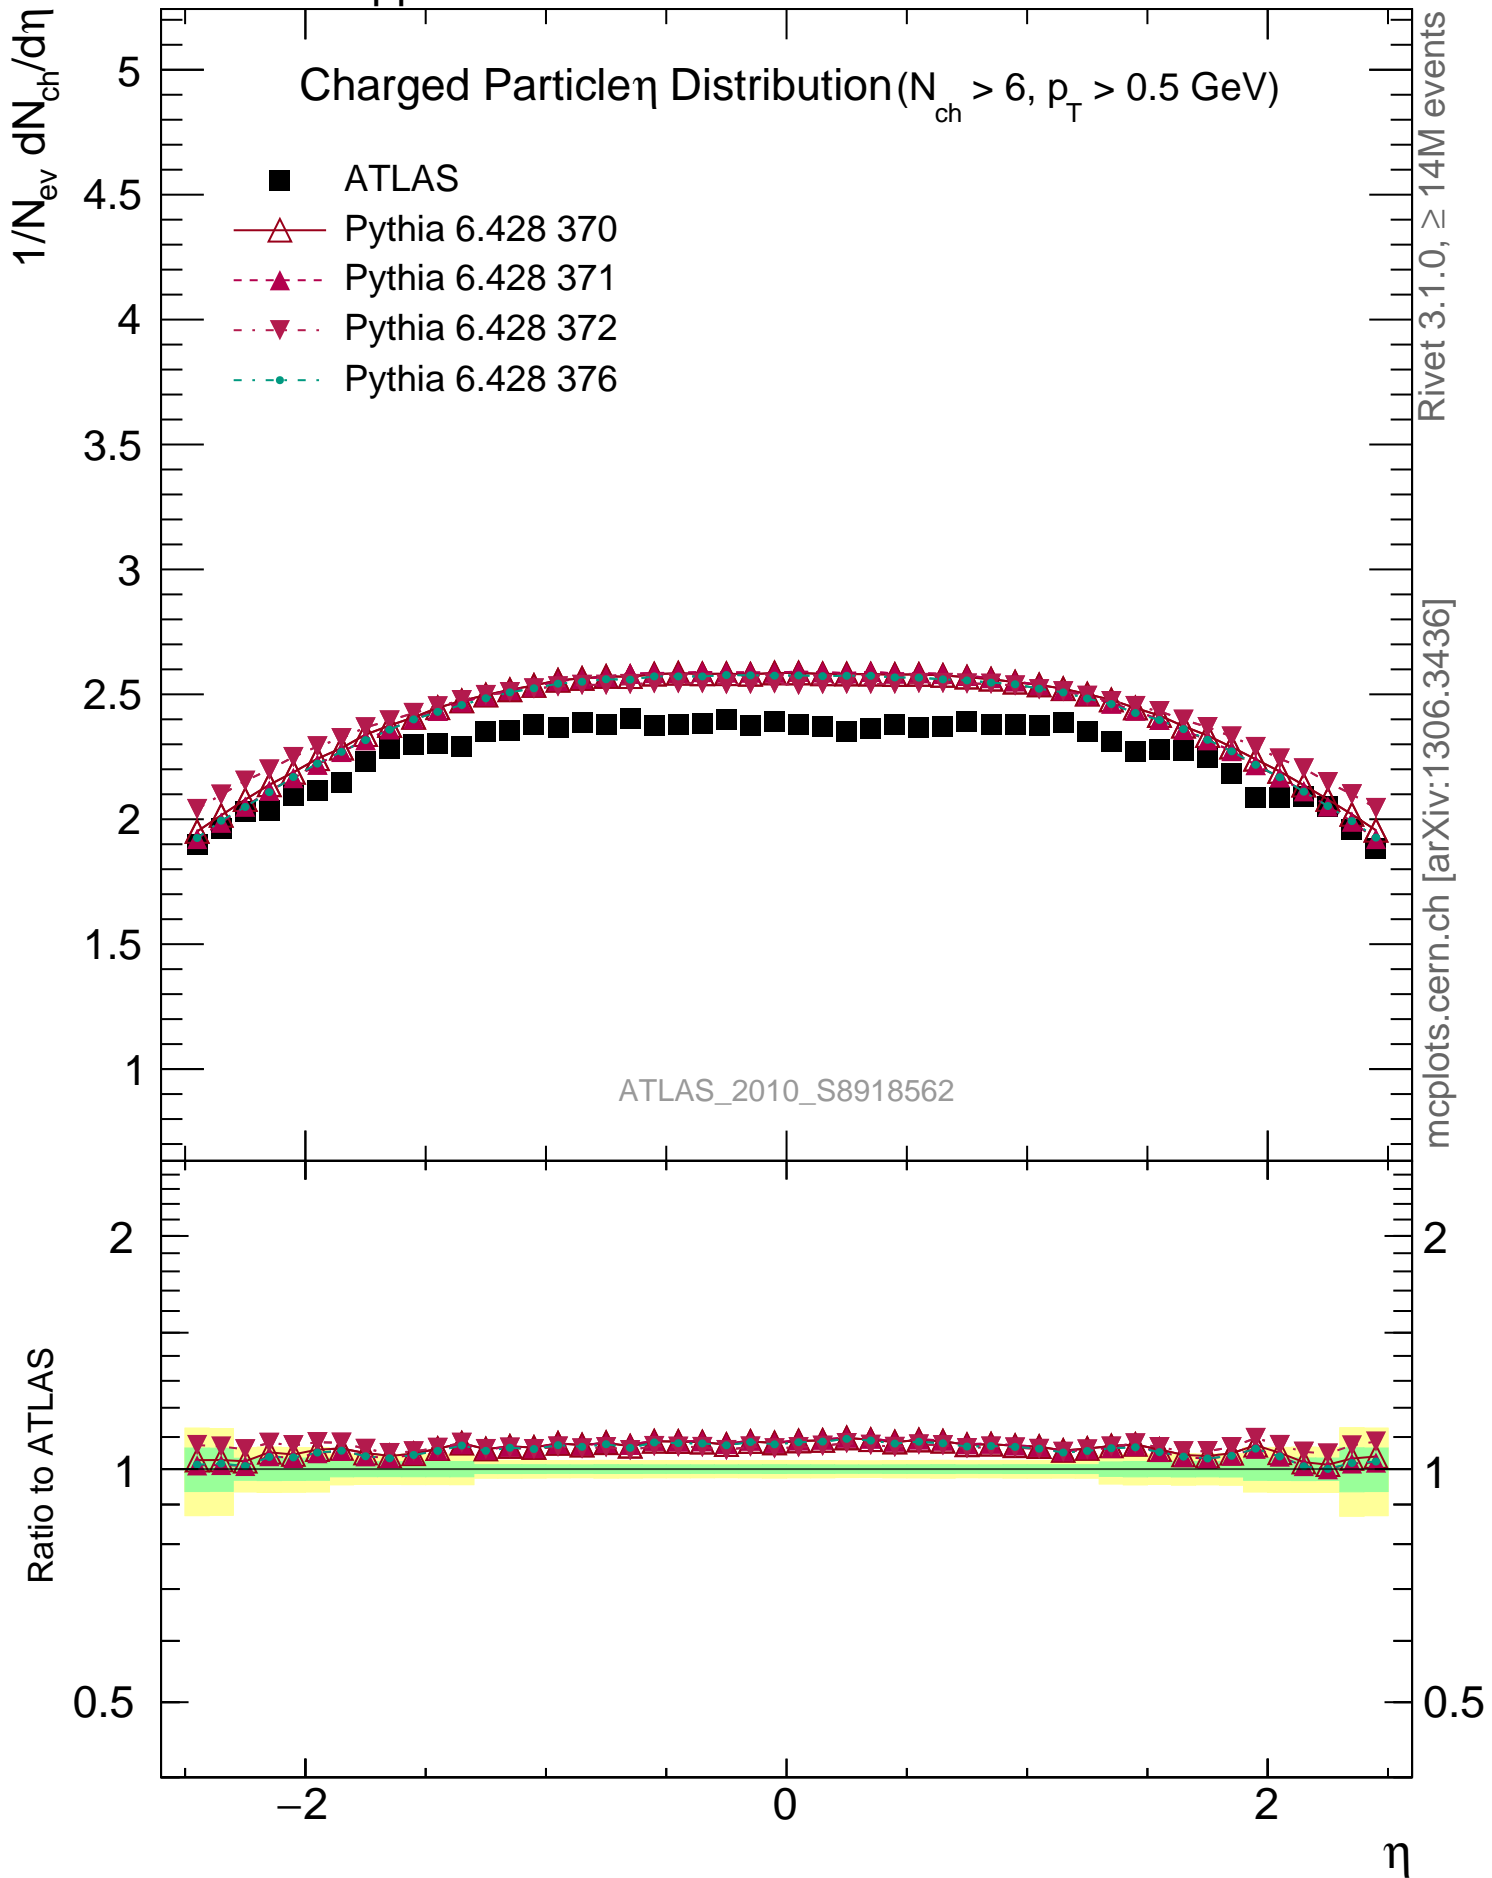 pp
1/N_ev dN_ch/dη
Charged Particleη Distribution(N_ch > 6, p_T > 0.5 GeV)
ATLAS
Pythia 6.428 370
Pythia 6.428 371
Pythia 6.428 372
Pythia 6.428 376
5
4.5
4
3.5
3
2.5
2
1.5
1
ATLAS_2010_S8918562
Rivet 3.1.0, ≥ 14M events
mcplots.cern.ch [arXiv:1306.3436]
Ratio to ATLAS
2
1
0.5
2
1
0.5
−2
0
2
η